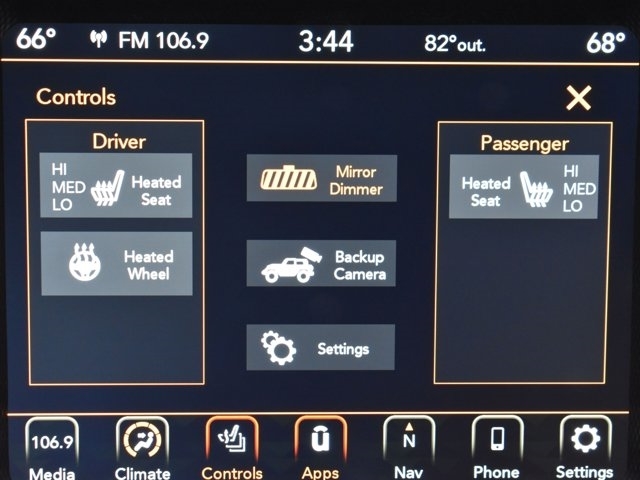 66° FM 106.9 3:44 82°out. 68°
Controls
Driver
HI
MED
LO
Heated
Seat
Heated
Wheel
Mirror
Dimmer
Backup
Camera
Settings
Passenger
Heated
Seat
HI
MED
LO
106.9
N
Media Climate Controls Apps Nav Phone Settings